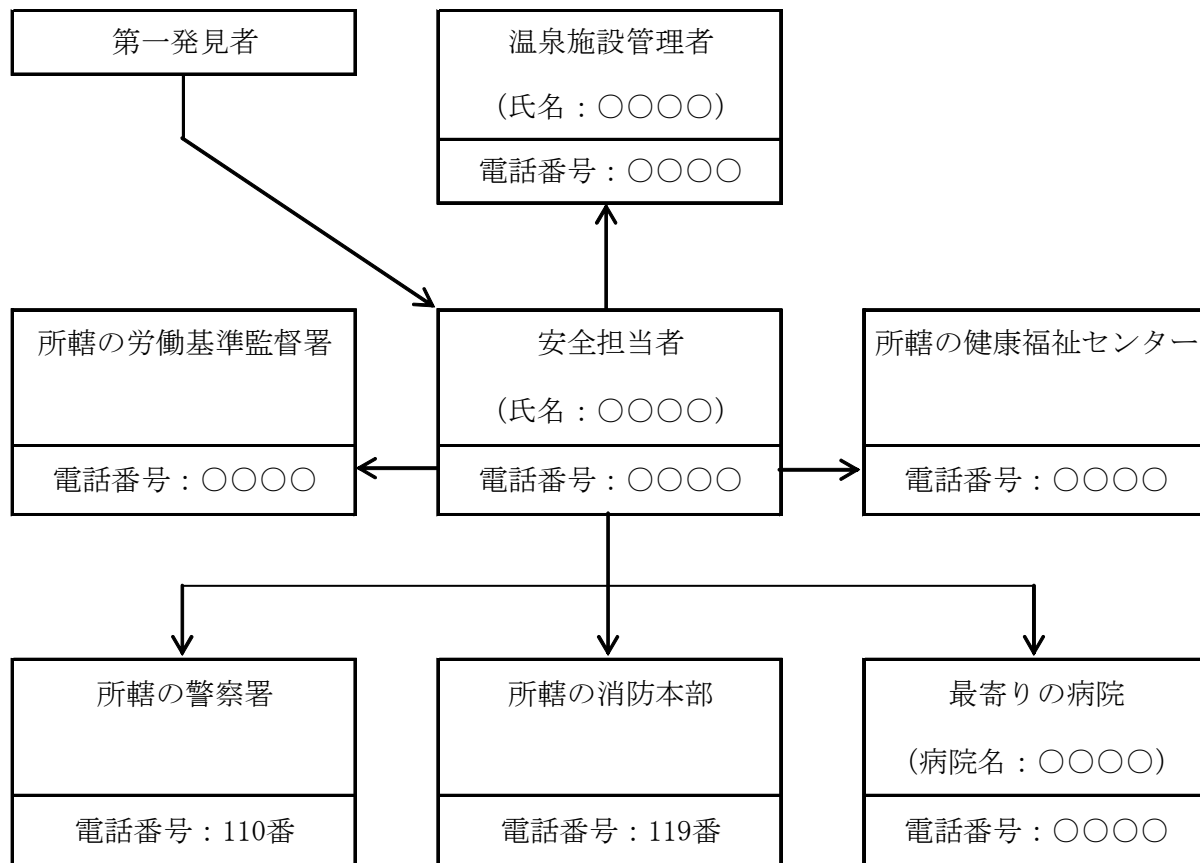 第一発見者
温泉施設管理者
(氏名：○○○○)
電話番号：○○○○
所轄の労働基準監督署
電話番号：○○○○
安全担当者
(氏名：○○○○)
電話番号：○○○○
所轄の健康福祉センター
電話番号：○○○○
所轄の警察署
電話番号：110番
所轄の消防本部
電話番号：119番
最寄りの病院
(病院名：○○○○)
電話番号：○○○○